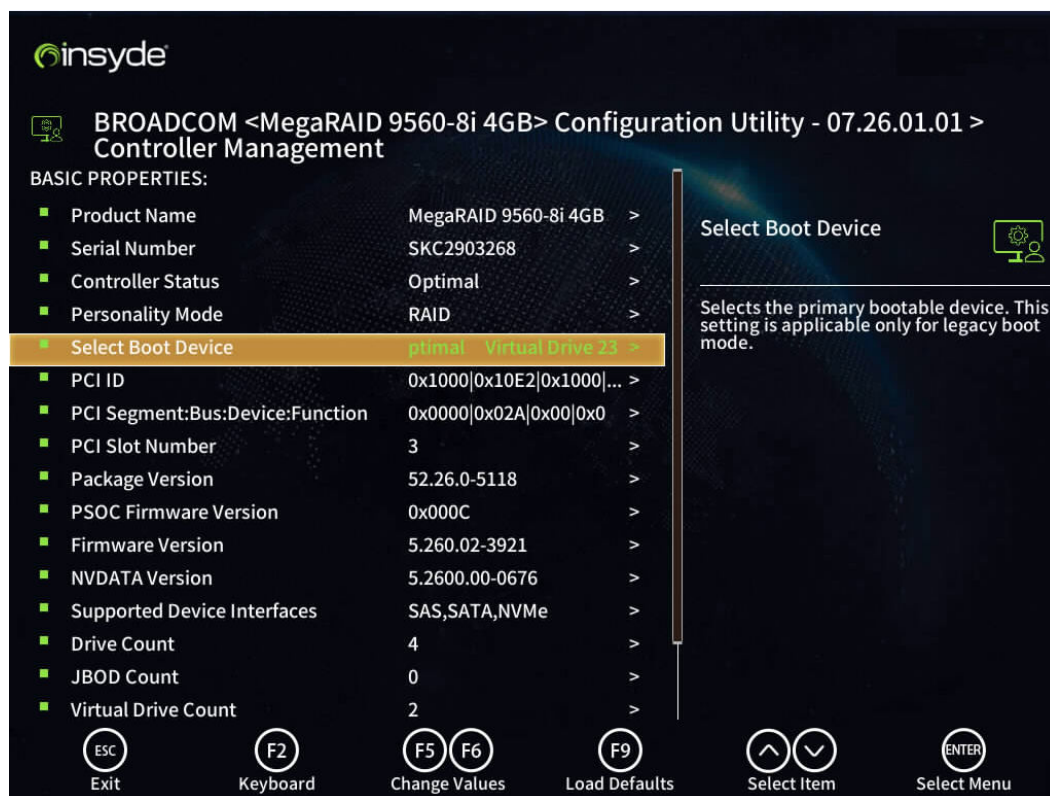 insyde
BROADCOM <MegaRAID 9560-8i 4GB> Configuration Utility - 07.26.01.01 >
Controller Management
BASIC PROPERTIES:
Product Name MegaRAID 9560-8i 4GB >
Serial Number SKC2903268 >
Controller Status Optimal >
Personality Mode RAID >
Select Boot Device ptimal Virtual Drive 23 >
PCI ID 0x1000|0x10E2|0x1000|... >
PCI Segment:Bus:Device:Function 0x0000|0x02A|0x00|0x0 >
PCI Slot Number 3 >
Package Version 52.26.0-5118 >
PSOC Firmware Version 0x000C >
Firmware Version 5.260.02-3921 >
NVDATA Version 5.2600.00-0676 >
Supported Device Interfaces SAS,SATA,NVMe >
Drive Count 4 >
JBOD Count 0 >
Virtual Drive Count 2 >
Select Boot Device
Selects the primary bootable device. This
setting is applicable only for legacy boot
mode.
ESC F2 F5 F6 F9 ENTER
Exit Keyboard Change Values Load Defaults Select Item Select Menu